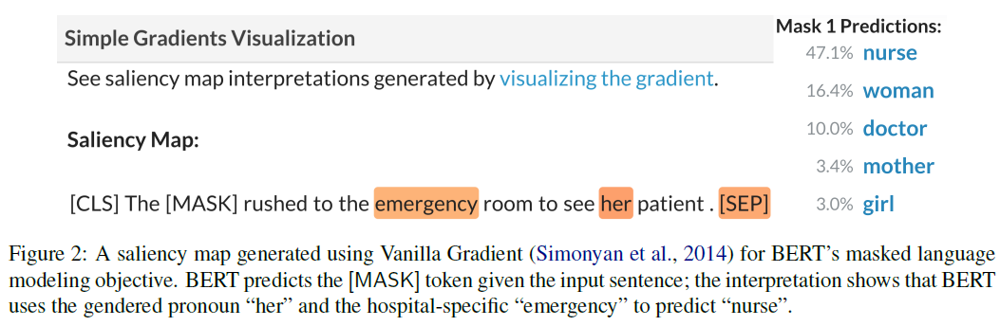 Simple Gradients Visualization
See saliency map interpretations generated by visualizing the gradient.
Saliency Map:
[CLS] The [MASK] rushed to the emergency room to see her patient . [SEP]
Mask 1 Predictions:
47.1% nurse
16.4% woman
10.0% doctor
3.4% mother
3.0% girl
Figure 2: A saliency map generated using Vanilla Gradient (Simonyan et al., 2014) for BERT's masked language
modeling objective. BERT predicts the [MASK] token given the input sentence; the interpretation shows that BERT
uses the gendered pronoun “her” and the hospital-specific “emergency” to predict “nurse”.